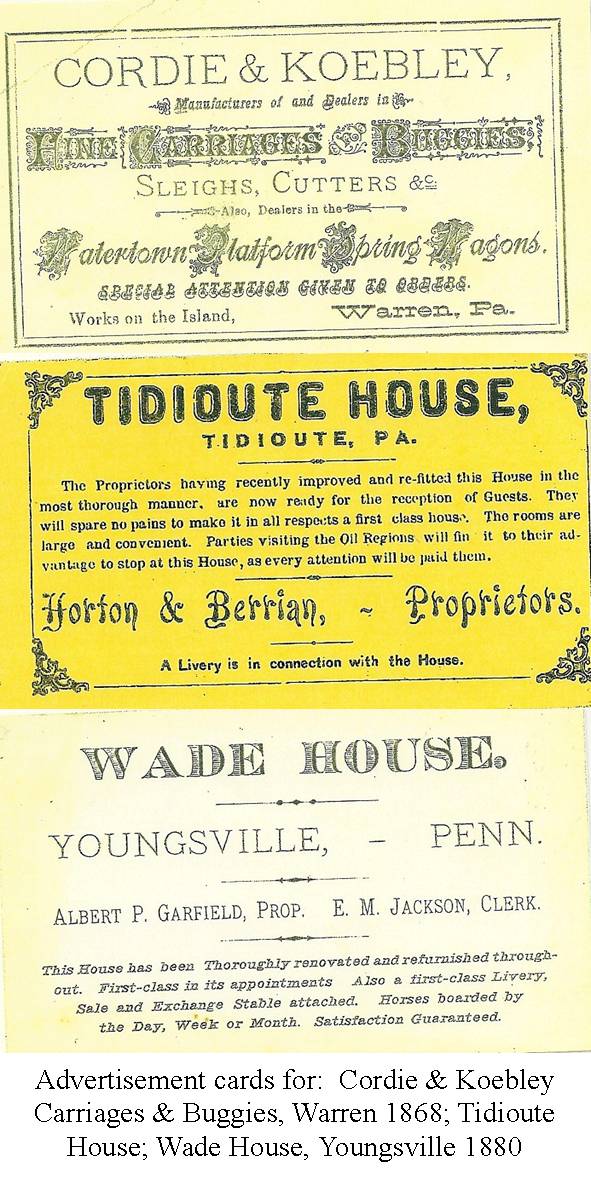 CORDIE & KOEBLEY,
Manufacturers of and Dealers in
FINE CARRIAGES & BUGGIES,
SLEIGHS, CUTTERS &c.
Also, Dealers in the
Watertown Platform Spring Wagons.
SPECIAL ATTENTION GIVEN TO ORDERS.
Works on the Island, Warren, Pa.
TIDIOUTE HOUSE,
TIDIOUTE, PA.
The Proprietors having recently improved and re-fitted this House in the
most thorough manner, are now ready for the reception of Guests. They
will spare no pains to make it in all respects a first class house. The rooms are
large and convenient. Parties visiting the Oil Regions will fin it to their ad-
vantage to stop at this House, as every attention will be paid them.
Horton & Berrian, ~ Proprietors.
A Livery is in connection with the House.
WADE HOUSE.
YOUNGSVILLE, – PENN.
ALBERT P. GARFIELD, PROP. E. M. JACKSON, CLERK.
This House has been Thoroughly renovated and refurnished through-
out. First-class in its appointments Also a first-class Livery,
Sale and Exchange Stable attached. Horses boarded by
the Day, Week or Month. Satisfaction Guaranteed.
Advertisement cards for: Cordie & Koebley
Carriages & Buggies, Warren 1868; Tidioute
House; Wade House, Youngsville 1880